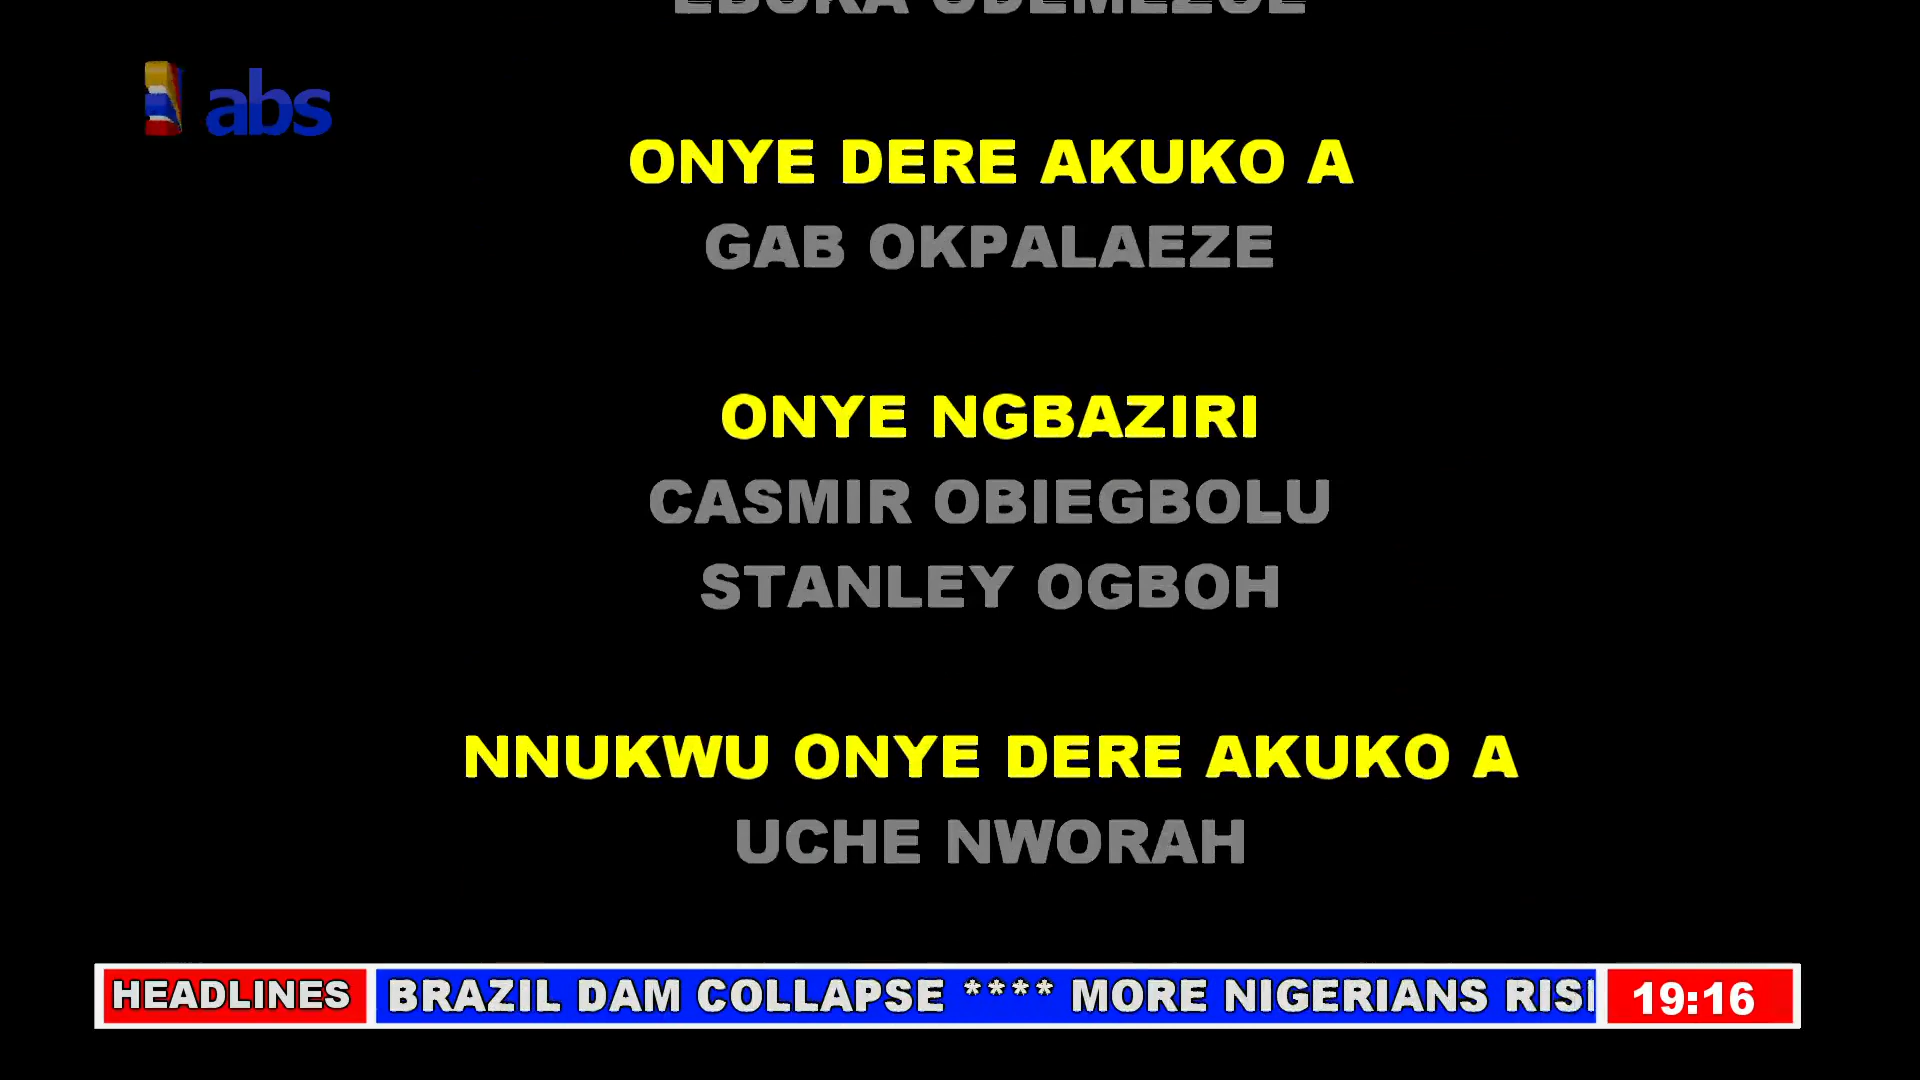 abs
ONYE DERE AKUKO A
GAB OKPALAEZE
ONYE NGBAZIRI
CASMIR OBIEGBOLU
STANLEY OGBOH
NNUKWU ONYE DERE AKUKO A
UCHE NWORAH
HEADLINES BRAZIL DAM COLLAPSE **** MORE NIGERIANS 19:16